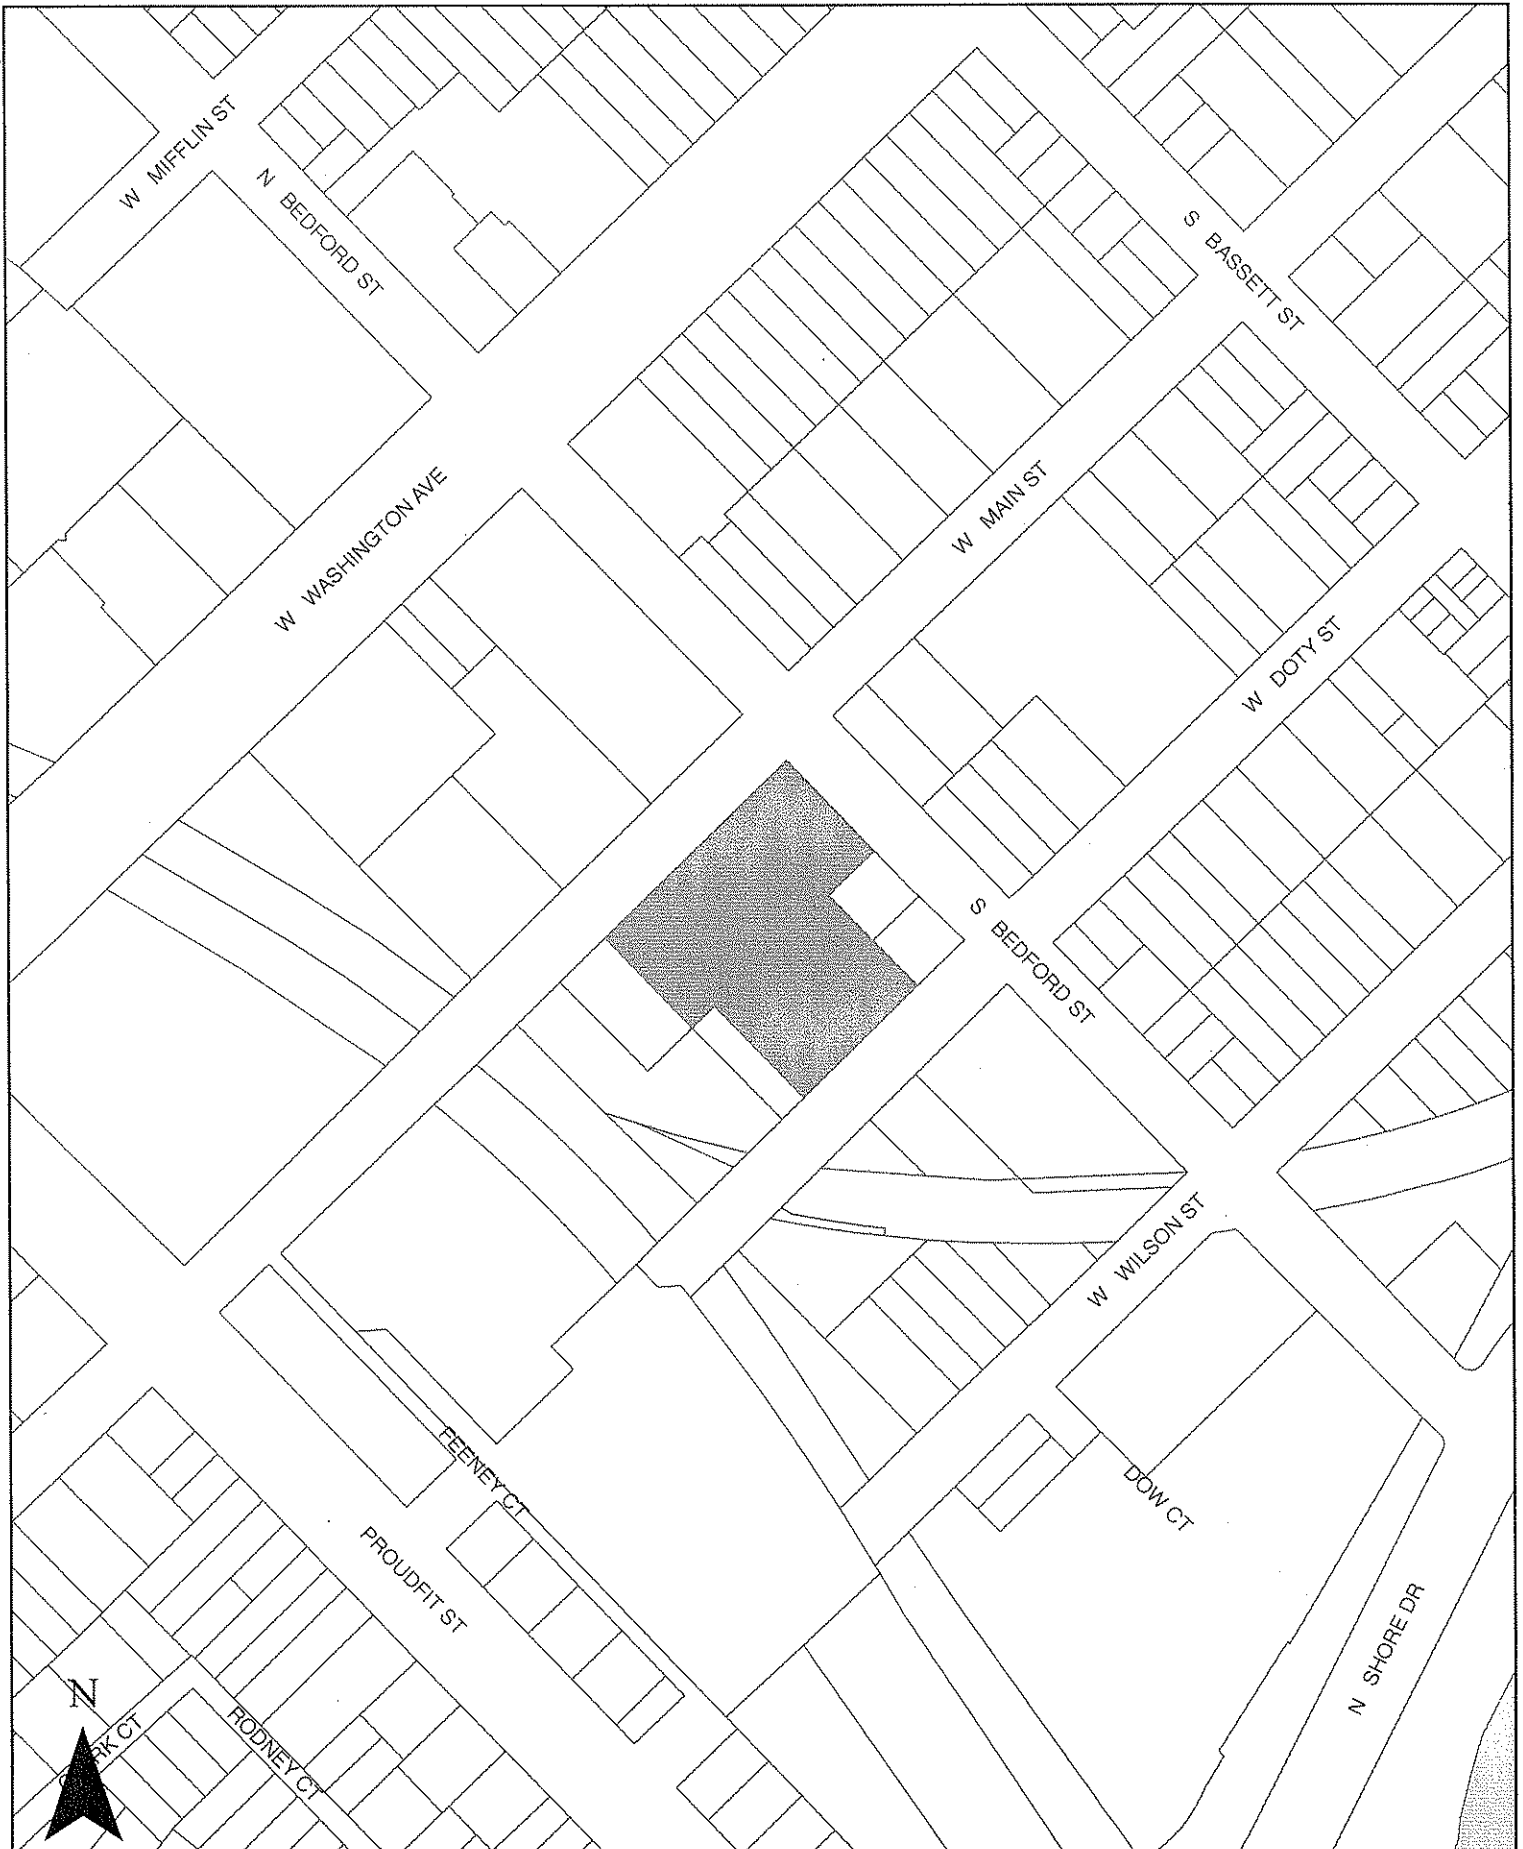 W MIFFLIN ST
N BEDFORD ST
S BASSETT ST
W WASHINGTON AVE
W MAIN ST
W DOTY ST
S BEDFORD ST
W WILSON ST
FEENEY CT
DOW CT
PROUDFIT ST
N SHORE DR
N
RODNEY CT
CT